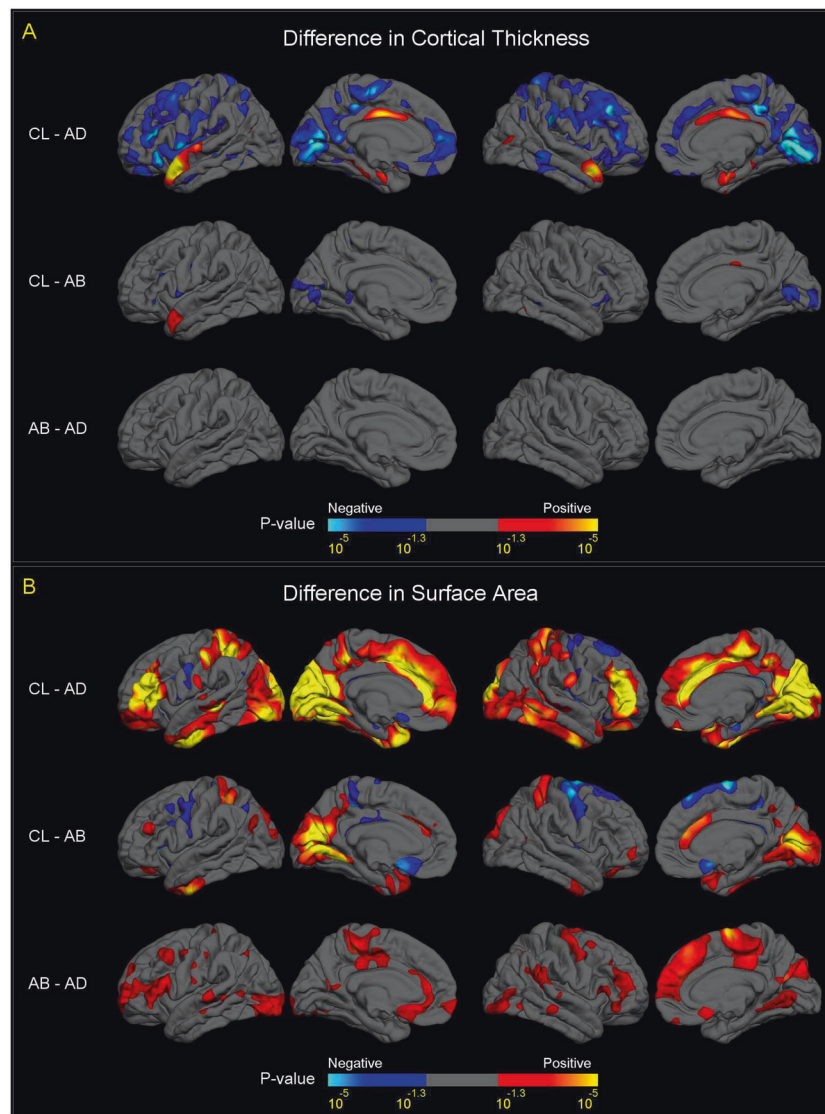 A
Difference in Cortical Thickness
CL - AD
CL - AB
AB - AD
Negative Positive
P-value
10^-5 10^-1.3 10^-1.3 10^-5
B
Difference in Surface Area
CL - AD
CL - AB
AB - AD
Negative Positive
P-value
10^-5 10^-1.3 10^-1.3 10^-5